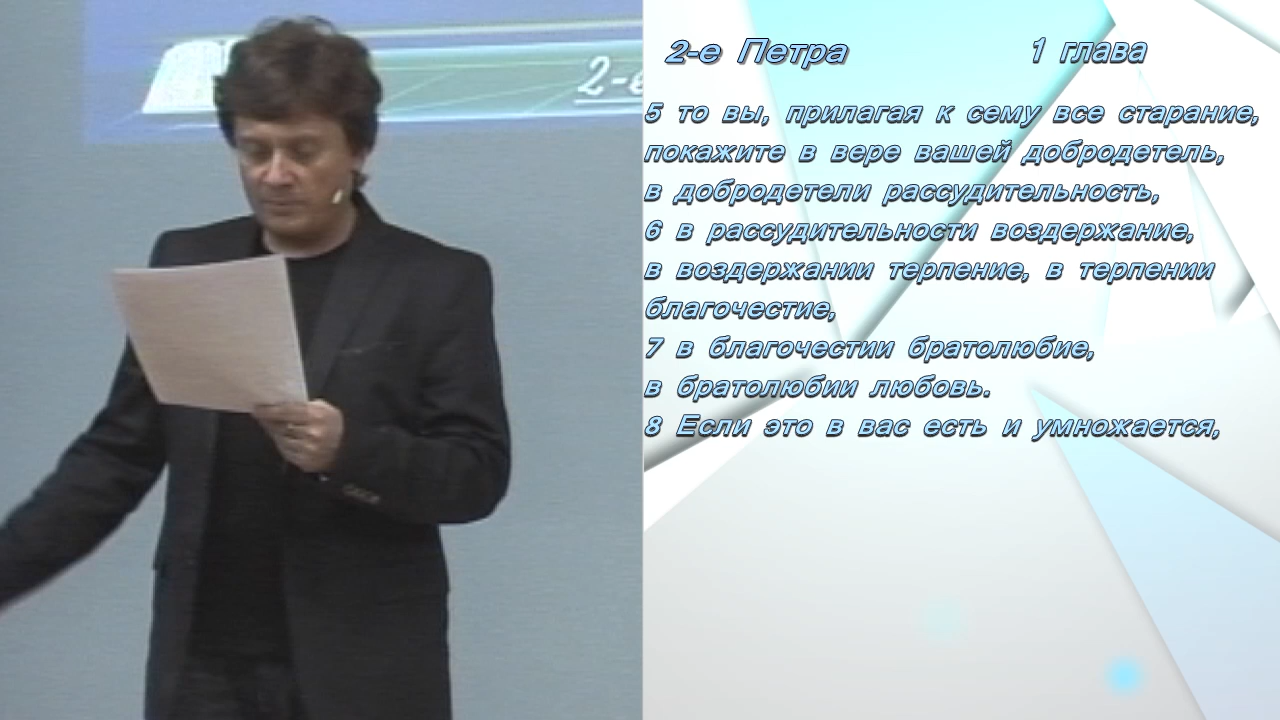 2-е
2-е Петра 1 глава
5 то вы, прилагая к сему все старание,
покажите в вере вашей добродетель,
в добродетели рассудительность,
6 в рассудительности воздержание,
в воздержании терпение, в терпении
благочестие,
7 в благочестии братолюбие,
в братолюбии любовь.
8 Если это в вас есть и умножается,